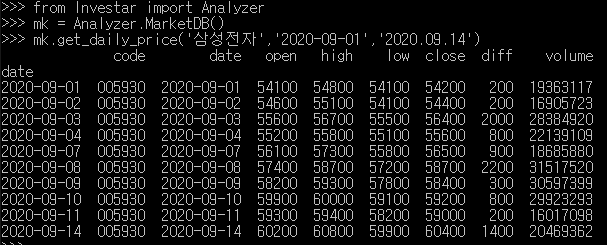 >>> from Investar import Analyzer
>>> mk = Analyzer.MarketDB()
>>> mk.get_daily_price('삼성전자','2020-09-01','2020.09.14')
code date open high low close diff volume
date
2020-09-01 005930 2020-09-01 54100 54800 54100 54200 200 19363117
2020-09-02 005930 2020-09-02 54600 55100 54100 54400 200 16905723
2020-09-03 005930 2020-09-03 55600 56700 55500 56400 2000 28384920
2020-09-04 005930 2020-09-04 55200 55800 55100 55600 800 22139109
2020-09-07 005930 2020-09-07 56100 57300 55800 56500 900 18685880
2020-09-08 005930 2020-09-08 57400 58700 57200 58700 2200 31517520
2020-09-09 005930 2020-09-09 58200 59300 57800 58400 300 30597399
2020-09-10 005930 2020-09-10 59900 60000 59100 59200 800 29923293
2020-09-11 005930 2020-09-11 59300 59400 58200 59000 200 16017098
2020-09-14 005930 2020-09-14 60200 60800 59900 60400 1400 20469362
>>>